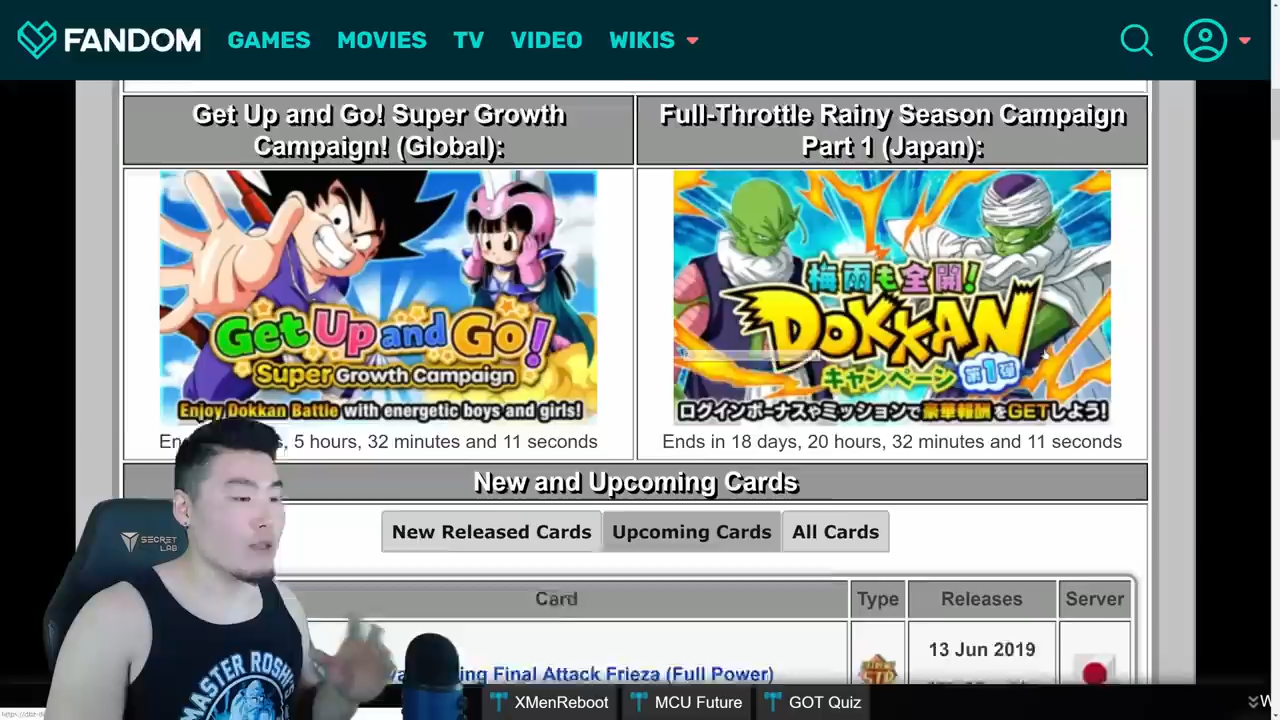 FANDOM GAMES MOVIES TV VIDEO WIKIS
Get Up and Go! Super Growth
Campaign! (Global):
Full-Throttle Rainy Season Campaign
Part 1 (Japan):
Get Up and Go!
Super Growth Campaign
Enjoy Dokkan Battle with energetic boys and girls!
梅雨も全開!
DOKKAN
キャンペーン 第1弾
ログインボーナスやミッションで豪華報酬をGETしよう!
5 hours, 32 minutes and 11 seconds
Ends in 18 days, 20 hours, 32 minutes and 11 seconds
New and Upcoming Cards
New Released Cards Upcoming Cards All Cards
Card Type Releases Server
13 Jun 2019
Final Attack Frieza (Full Power)
SECRET
LAB
MASTER ROSHI'S
XMenReboot MCU Future GOT Quiz